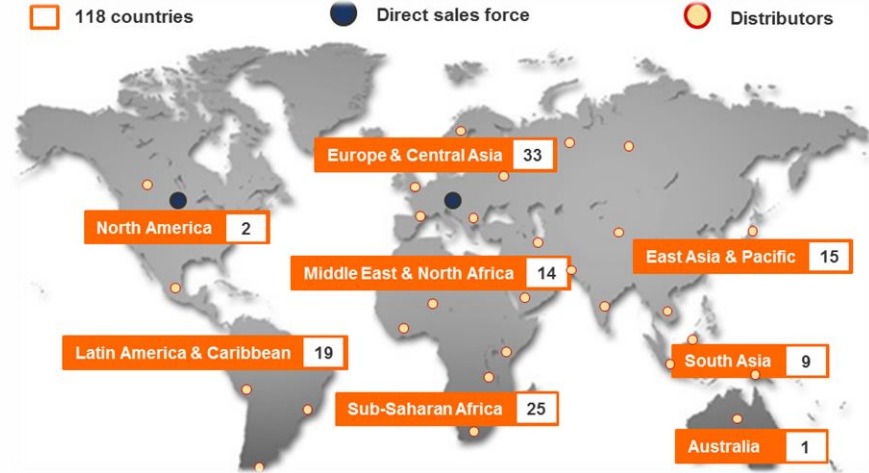 118 countries
Direct sales force
Distributors
Europe & Central Asia 33
North America 2
East Asia & Pacific 15
Middle East & North Africa 14
Latin America & Caribbean 19
South Asia 9
Sub-Saharan Africa 25
Australia 1